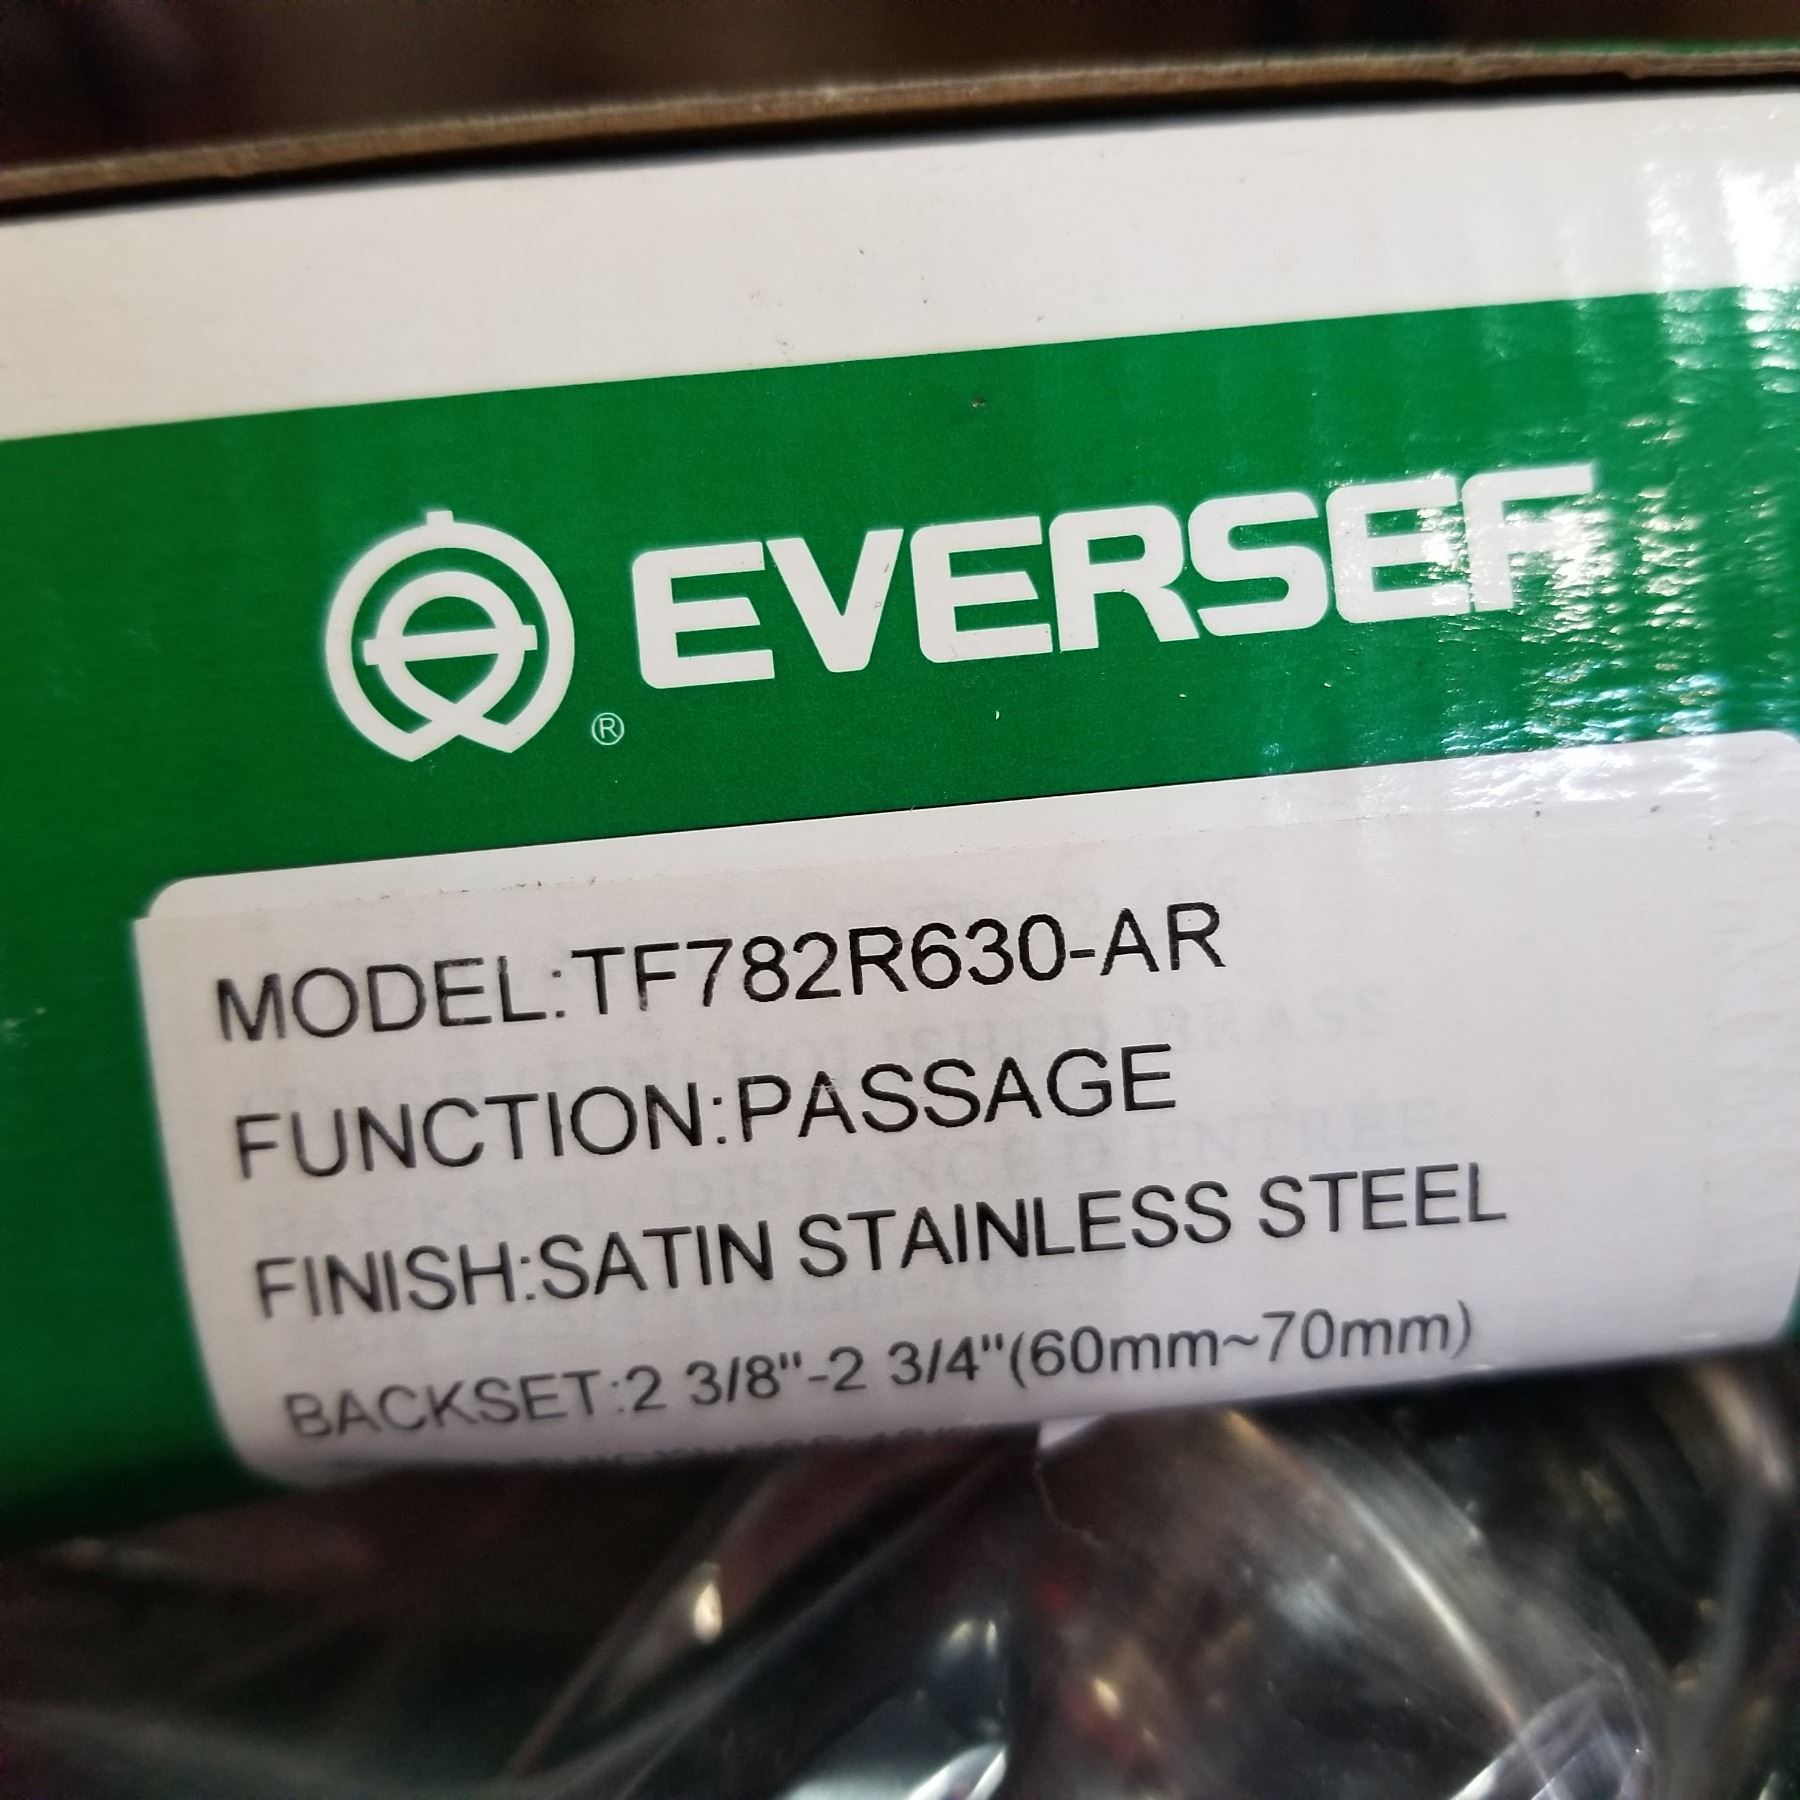 ® EVERSEF
MODEL:TF782R630-AR
FUNCTION:PASSAGE
FINISH:SATIN STAINLESS STEEL
BACKSET:2 3/8"-2 3/4"(60mm~70mm)